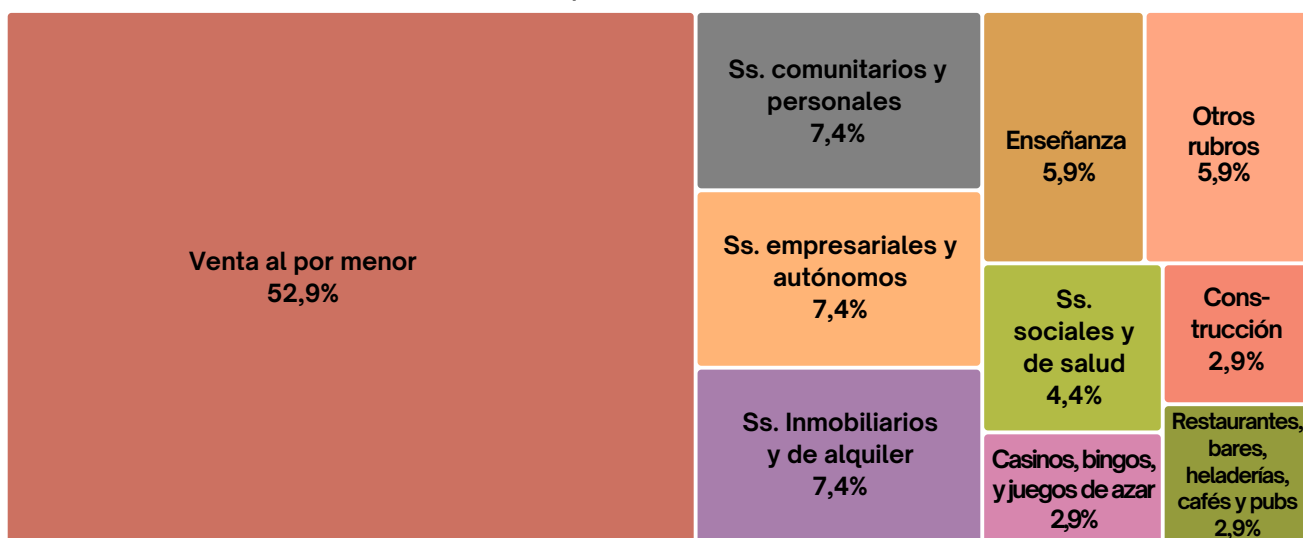 Venta al por menor
52,9%
Ss. comunitarios y
personales
7,4%
Ss. empresariales y
autónomos
7,4%
Ss. Inmobiliarios
y de alquiler
7,4%
Enseñanza
5,9%
Otros
rubros
5,9%
Ss.
sociales y
de salud
4,4%
Cons-
trucción
2,9%
Casinos, bingos,
y juegos de azar
2,9%
Restaurantes,
bares,
heladerías,
cafés y pubs
2,9%